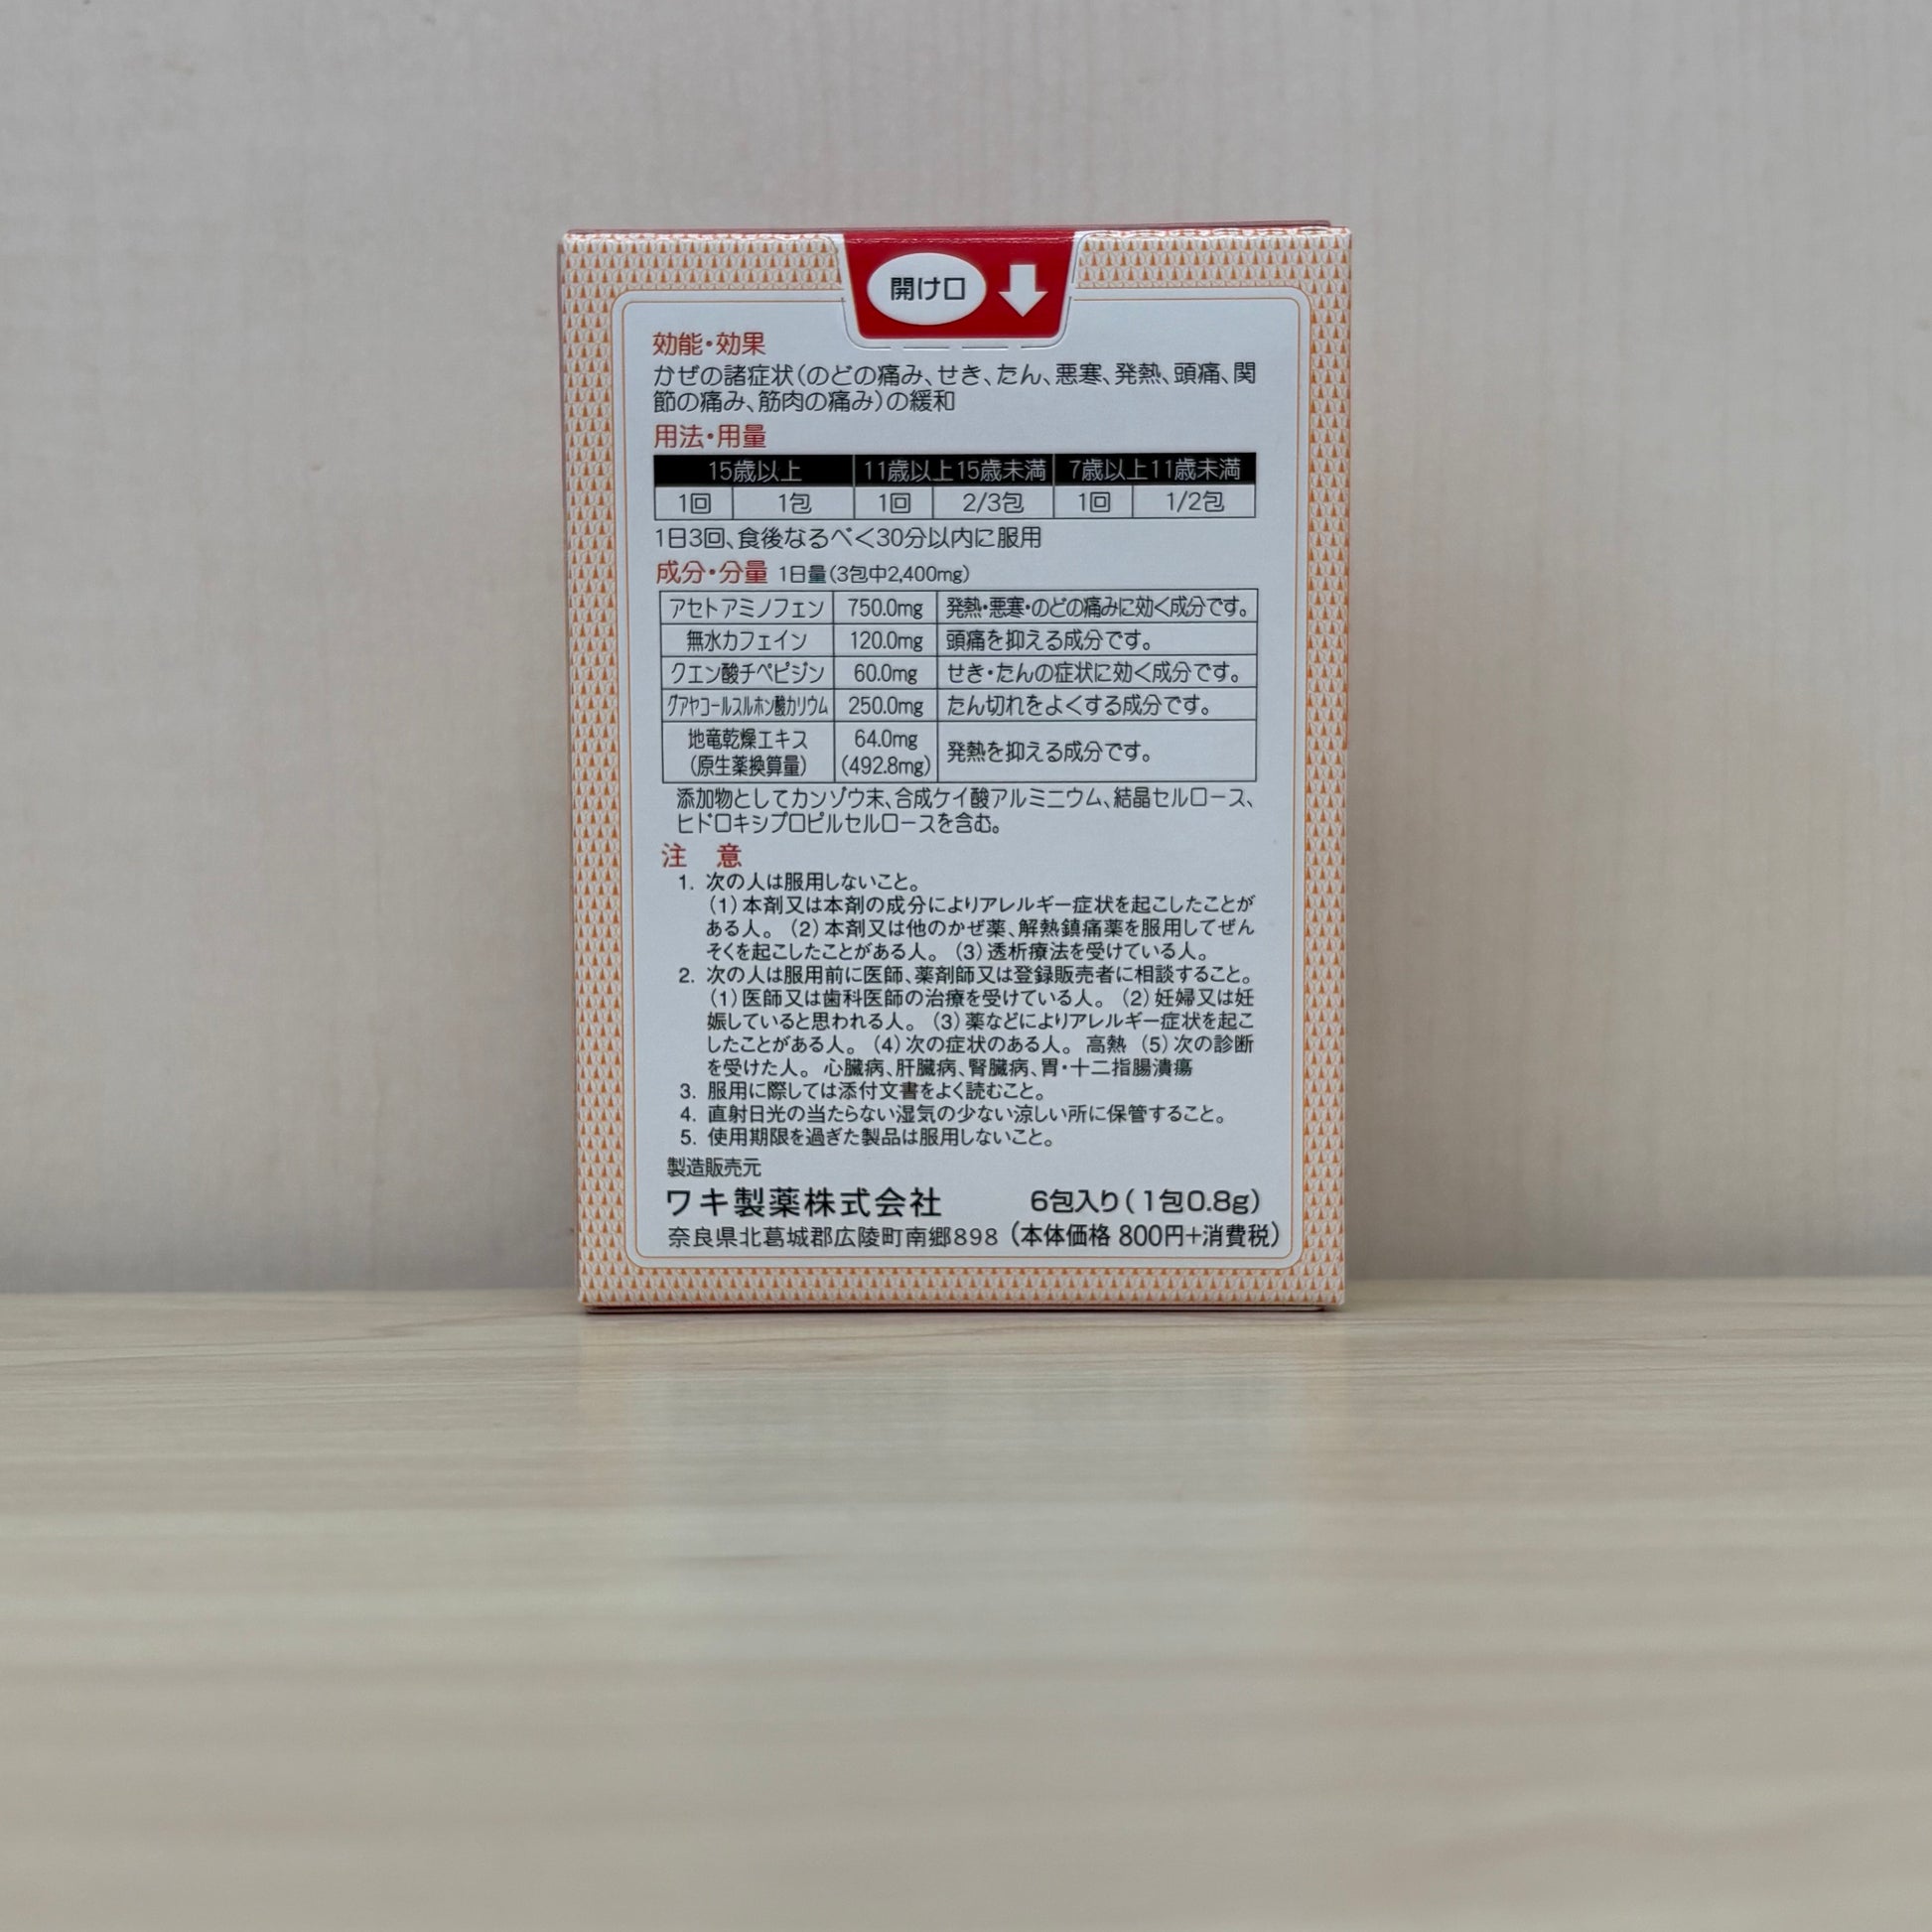 開け口
効能・効果
かぜの諸症状(のどの痛み、せき、たん、悪寒、発熱、頭痛、関
節の痛み、筋肉の痛み)の緩和
用法・用量
15歳以上 11歳以上15歳未満 7歳以上11歳未満
1回 1包 1回 2/3包 1回 1/2包
1日3回、食後なるべく30分以内に服用
成分・分量 1日量(3包中2,400mg)
アセトアミノフェン 750.0mg 発熱・悪寒・のどの痛みに効く成分です。
無水カフェイン 120.0mg 頭痛を抑える成分です。
クエン酸チペピジン 60.0mg せき・たんの症状に効く成分です。
グアヤコールスルホン酸カリウム 250.0mg たん切れをよくする成分です。
地竜乾燥エキス 64.0mg 発熱を抑える成分です。
(原生薬換算量) (492.8mg)
添加物としてカンゾウ末、合成ケイ酸アルミニウム、結晶セルロース、
ヒドロキシプロピルセルロースを含む。
注 意
1. 次の人は服用しないこと。
(1)本剤又は本剤の成分によりアレルギー症状を起こしたことが
ある人。(2)本剤又は他のかぜ薬、解熱鎮痛薬を服用してぜん
そくを起こしたことがある人。(3)透析療法を受けている人。
2. 次の人は服用前に医師、薬剤師又は登録販売者に相談すること。
(1)医師又は歯科医師の治療を受けている人。(2)妊婦又は妊
娠していると思われる人。(3)薬などによりアレルギー症状を起こ
したことがある人。(4)次の症状のある人。高熱 (5)次の診断
を受けた人。心臓病、肝臓病、腎臓病、胃・十二指腸潰瘍
3. 服用に際しては添付文書をよく読むこと。
4. 直射日光の当たらない湿気の少ない涼しい所に保管すること。
5. 使用期限を過ぎた製品は服用しないこと。
製造販売元
ワキ製薬株式会社 6包入り(1包0.8g)
奈良県北葛城郡広陵町南郷898 (本体価格 800円+消費税)